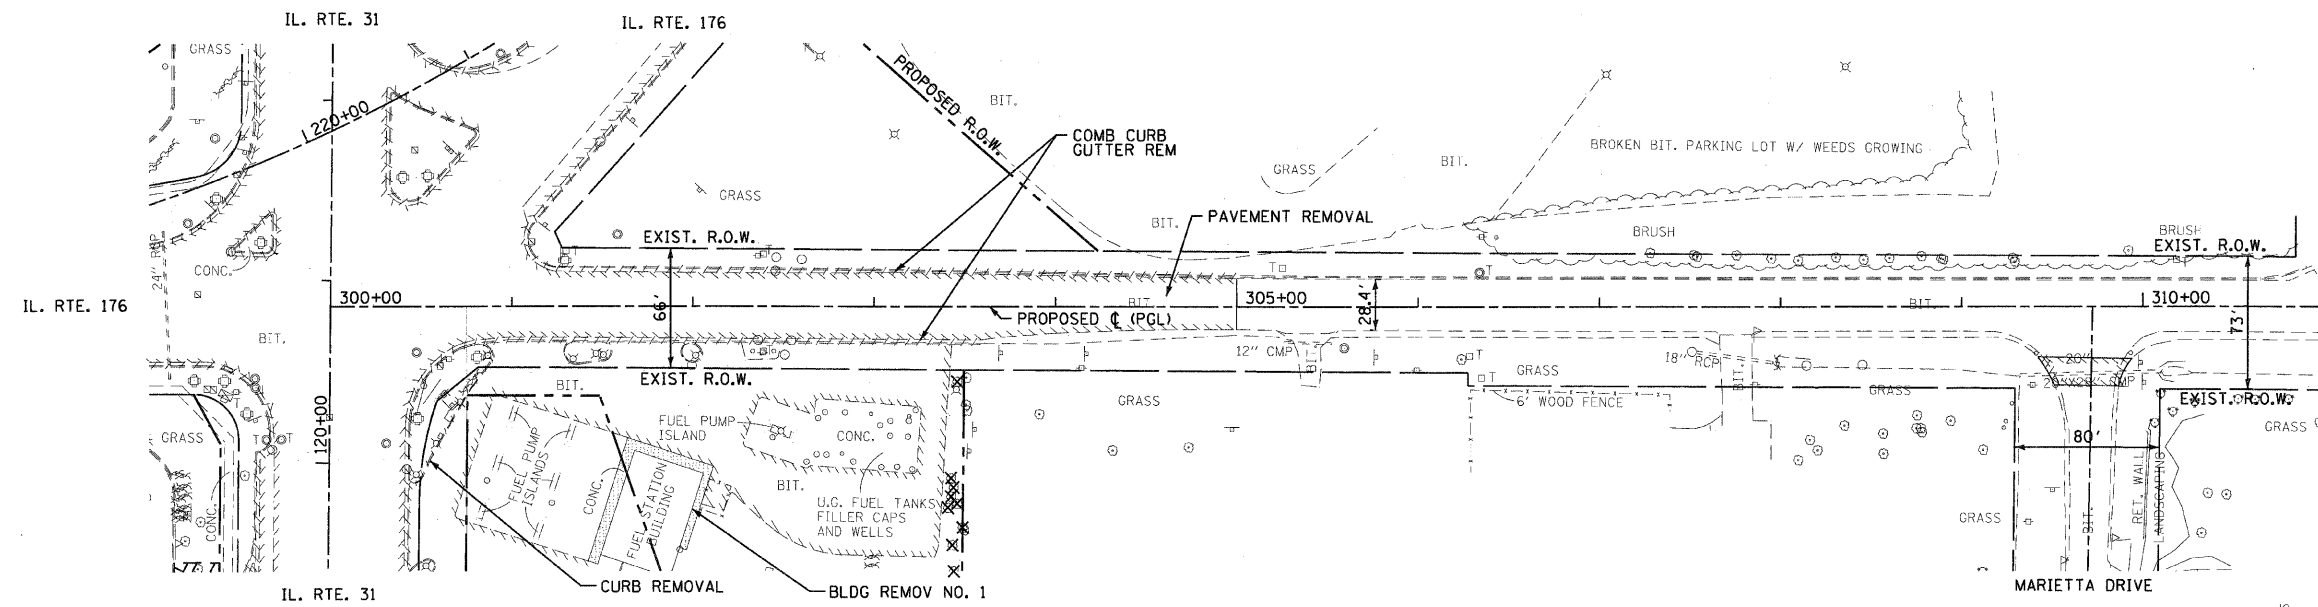 IL. RTE. 31
IL. RTE. 176
GRASS
220+00
PROPOSED R.O.W.
BIT.
COMB CURB
GUTTER REM
BIT.
BROKEN BIT. PARKING LOT W/ WEEDS GROWING
GRASS
GRASS
PAVEMENT REMOVAL
BIT.
EXIST. R.O.W.
BRUSH
BRUSH
EXIST. R.O.W.
24" RCP
CONC.
T
T
T
IL. RTE. 176
300+00
66'
BIT.
305+00
28.4'
BIT.
310+00
73'
PROPOSED ℄ (PGL)
BIT.
12" CMP
BIT.
T
T
18" RCP
BIT.
20"
EXIST. R.O.W.
BIT.
GRASS
GRASS
GRASS
6' WOOD FENCE
EXIST. R.O.W.
GRASS
120+00
GRASS
T
T
FUEL PUMP
ISLAND
CONC.
80'
FUEL PUMP
ISLANDS
CONC.
FUEL STATION
BUILDING
BIT.
U.G. FUEL TANKS
FILLER CAPS
AND WELLS
CONC.
GRASS
BIT.
RET. WALL
LANDSCAPING
CURB REMOVAL
BLDG REMOV NO. 1
MARIETTA DRIVE
IL. RTE. 31